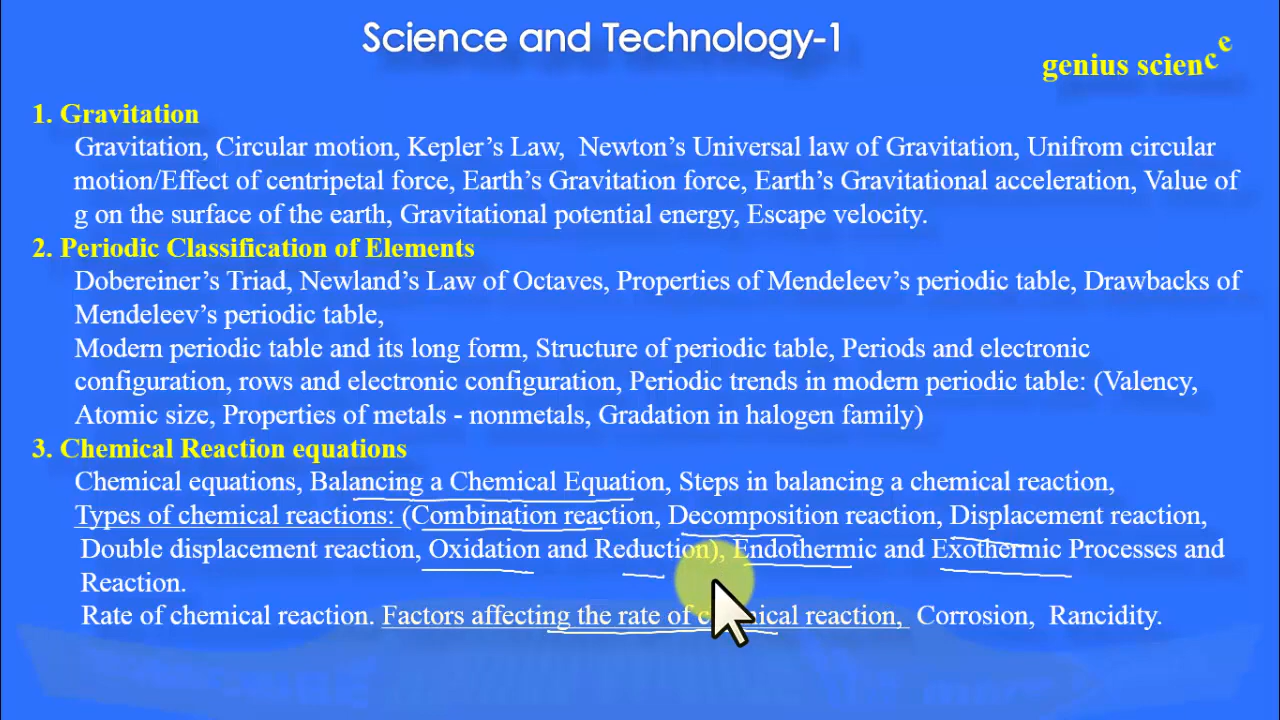 Science and Technology-1
genius science
1. Gravitation
Gravitation, Circular motion, Kepler's Law, Newton's Universal law of Gravitation, Unifrom circular
motion/Effect of centripetal force, Earth's Gravitation force, Earth's Gravitational acceleration, Value of
g on the surface of the earth, Gravitational potential energy, Escape velocity.
2. Periodic Classification of Elements
Dobereiner's Triad, Newland's Law of Octaves, Properties of Mendeleev's periodic table, Drawbacks of
Mendeleev's periodic table,
Modern periodic table and its long form, Structure of periodic table, Periods and electronic
configuration, rows and electronic configuration, Periodic trends in modern periodic table: (Valency,
Atomic size, Properties of metals - nonmetals, Gradation in halogen family)
3. Chemical Reaction equations
Chemical equations, Balancing a Chemical Equation, Steps in balancing a chemical reaction,
Types of chemical reactions: (Combination reaction, Decomposition reaction, Displacement reaction,
Double displacement reaction, Oxidation and Reduction), Endothermic and Exothermic Processes and
Reaction.
Rate of chemical reaction. Factors affecting the rate of chemical reaction, Corrosion, Rancidity.